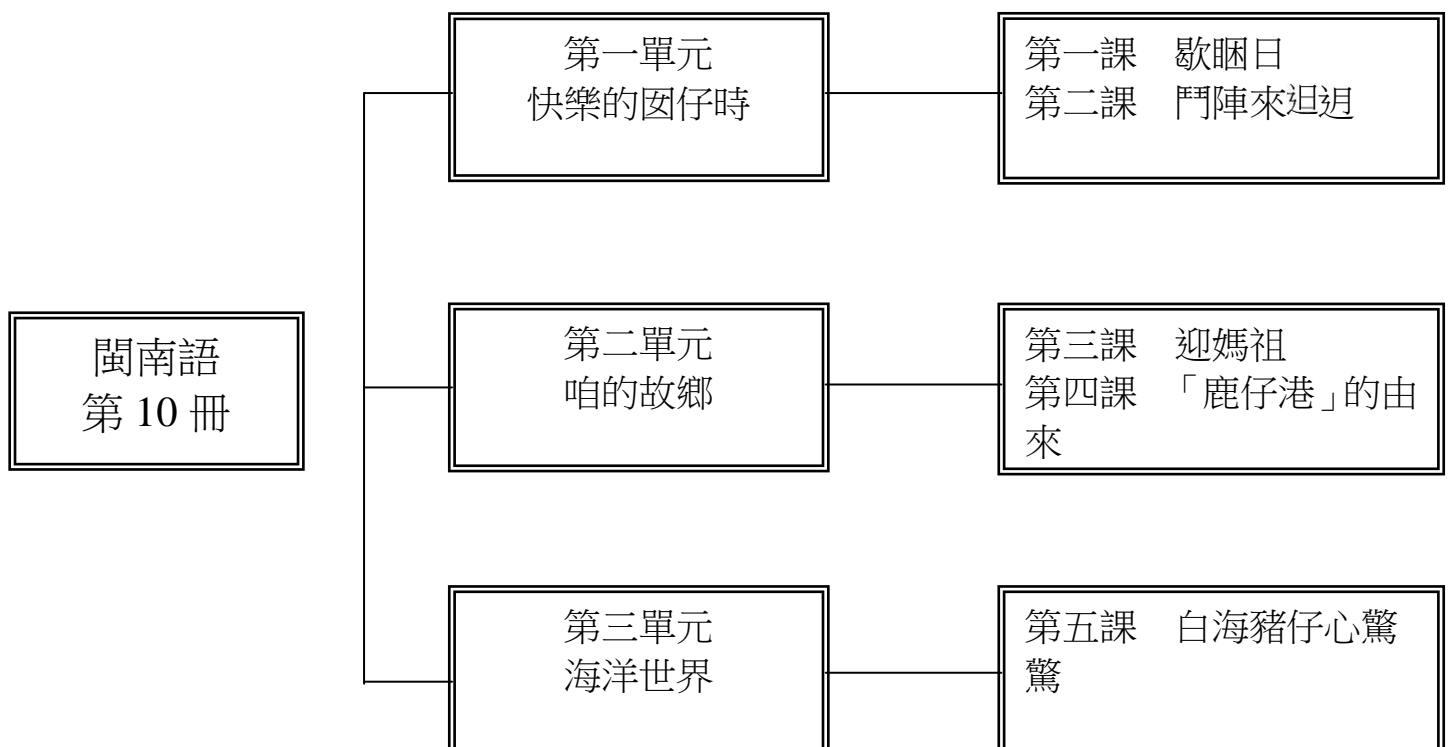 第一單元
快樂的囡仔時
第一課　歇睏日
第二課　鬥陣來𨑨迌
閩南語
第 10 冊
第二單元
咱的故鄉
第三課　迎媽祖
第四課　「鹿仔港」的由
來
第三單元
海洋世界
第五課　白海豬仔心驚
驚